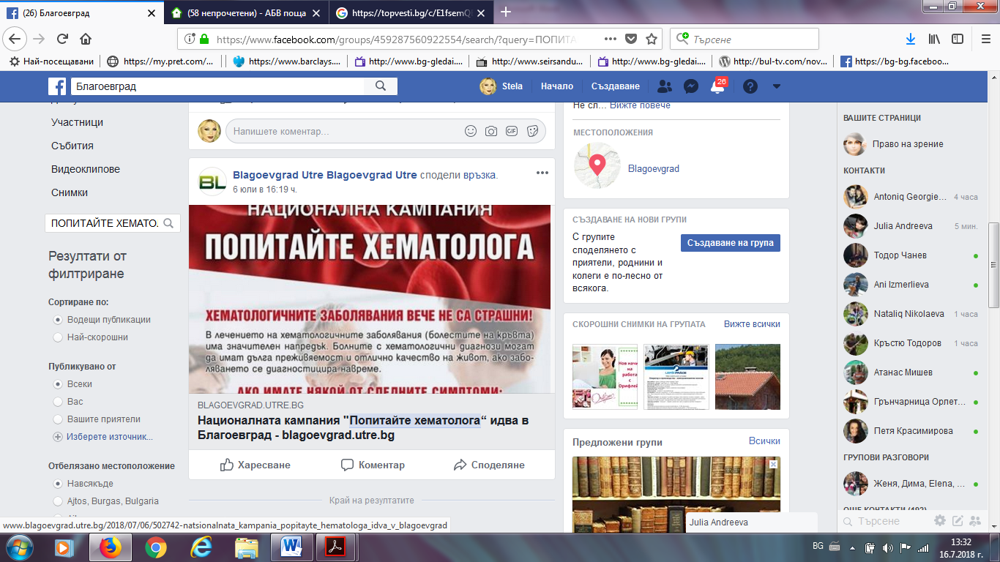 (26) Благоевград
(58 непрочетени) - АБВ поща
https://topvesti.bg/c/E1fsemQ
https://www.facebook.com/groups/459287560922554/search/?query=ПОПИТА
Търсене
Най-посещавани
https://my.pret.com/...
https://www.barclays....
http://www.bg-gledai....
http://www.seirsandu...
http://www.bg-gledai....
http://bul-tv.com/nov...
https://bg-bg.faceboo...
Благоевград
Stela
Начало
Създаване
26
Участници
Събития
Видеоклипове
Снимки
ПОПИТАЙТЕ ХЕМАТО.
Резултати от
филтриране
Сортиране по:
Водещи публикации
Най-скорошни
Публикувано от
Всеки
Вас
Вашите приятели
Изберете източник...
Отбелязано местоположение
Навсякъде
Ajtos, Burgas, Bulgaria
Напишете коментар...
GIF
BL
Blagoevgrad Utre Blagoevgrad Utre сподели връзка.
6 юли в 16:19 ч.
НАЦИОНАЛНА КАМПАНИЯ
ПОПИТАЙТЕ ХЕМАТОЛОГА
ХЕМАТОЛОГИЧНИТЕ ЗАБОЛЯВАНИЯ ВЕЧЕ НЕ СА СТРАШНИ!
В лечението на хематологичните заболявания (болестите на кръвта)
има значителен напредък. Болните с хематологични диагнози могат
да имат дълга преживяемост и отлично качество на живот, ако забо-
ляването се диагностицира навреме.
АКО ИМАТЕ НЯКОЙ ОТ СЛЕДНИТЕ СИМПТОМИ:
BLAGOEVGRAD.UTRE.BG
Националната кампания "Попитайте хематолога“ идва в
Благоевград - blagoevgrad.utre.bg
Харесване
Коментар
Споделяне
Край на резултатите
Не сл... Вижте повече
МЕСТОПОЛОЖЕНИЯ
Blagoevgrad
СЪЗДАВАНЕ НА НОВИ ГРУПИ
С групите
споделянето с
приятели, роднини и
колеги е по-лесно от
всякога.
Създаване на група
СКОРОШНИ СНИМКИ НА ГРУПАТА
Вижте всички
Предложени групи
Всички
ВАШИТЕ СТРАНИЦИ
Право на зрение
КОНТАКТИ
Antoniq Georgie... 4 часа
Julia Andreeva 5 мин.
Тодор Чанев
Ani Izmerlieva
Nataliq Nikolaeva 1 часа
Кръстю Тодоров 1 часа
Атанас Мишев
Грънчарница Орлет...
Петя Красимирова
ГРУПОВИ РАЗГОВОРИ
Женя, Дима, Elena, ...
ОЩЕ КОНТАКТИ (493)
Търсене
Julia Andreeva
www.blagoevgrad.utre.bg/2018/07/06/502742-natsionalnata_kampania_popitayte_hematologa_idva_v_blagoevgrad
BG
13:32
16.7.2018 г.